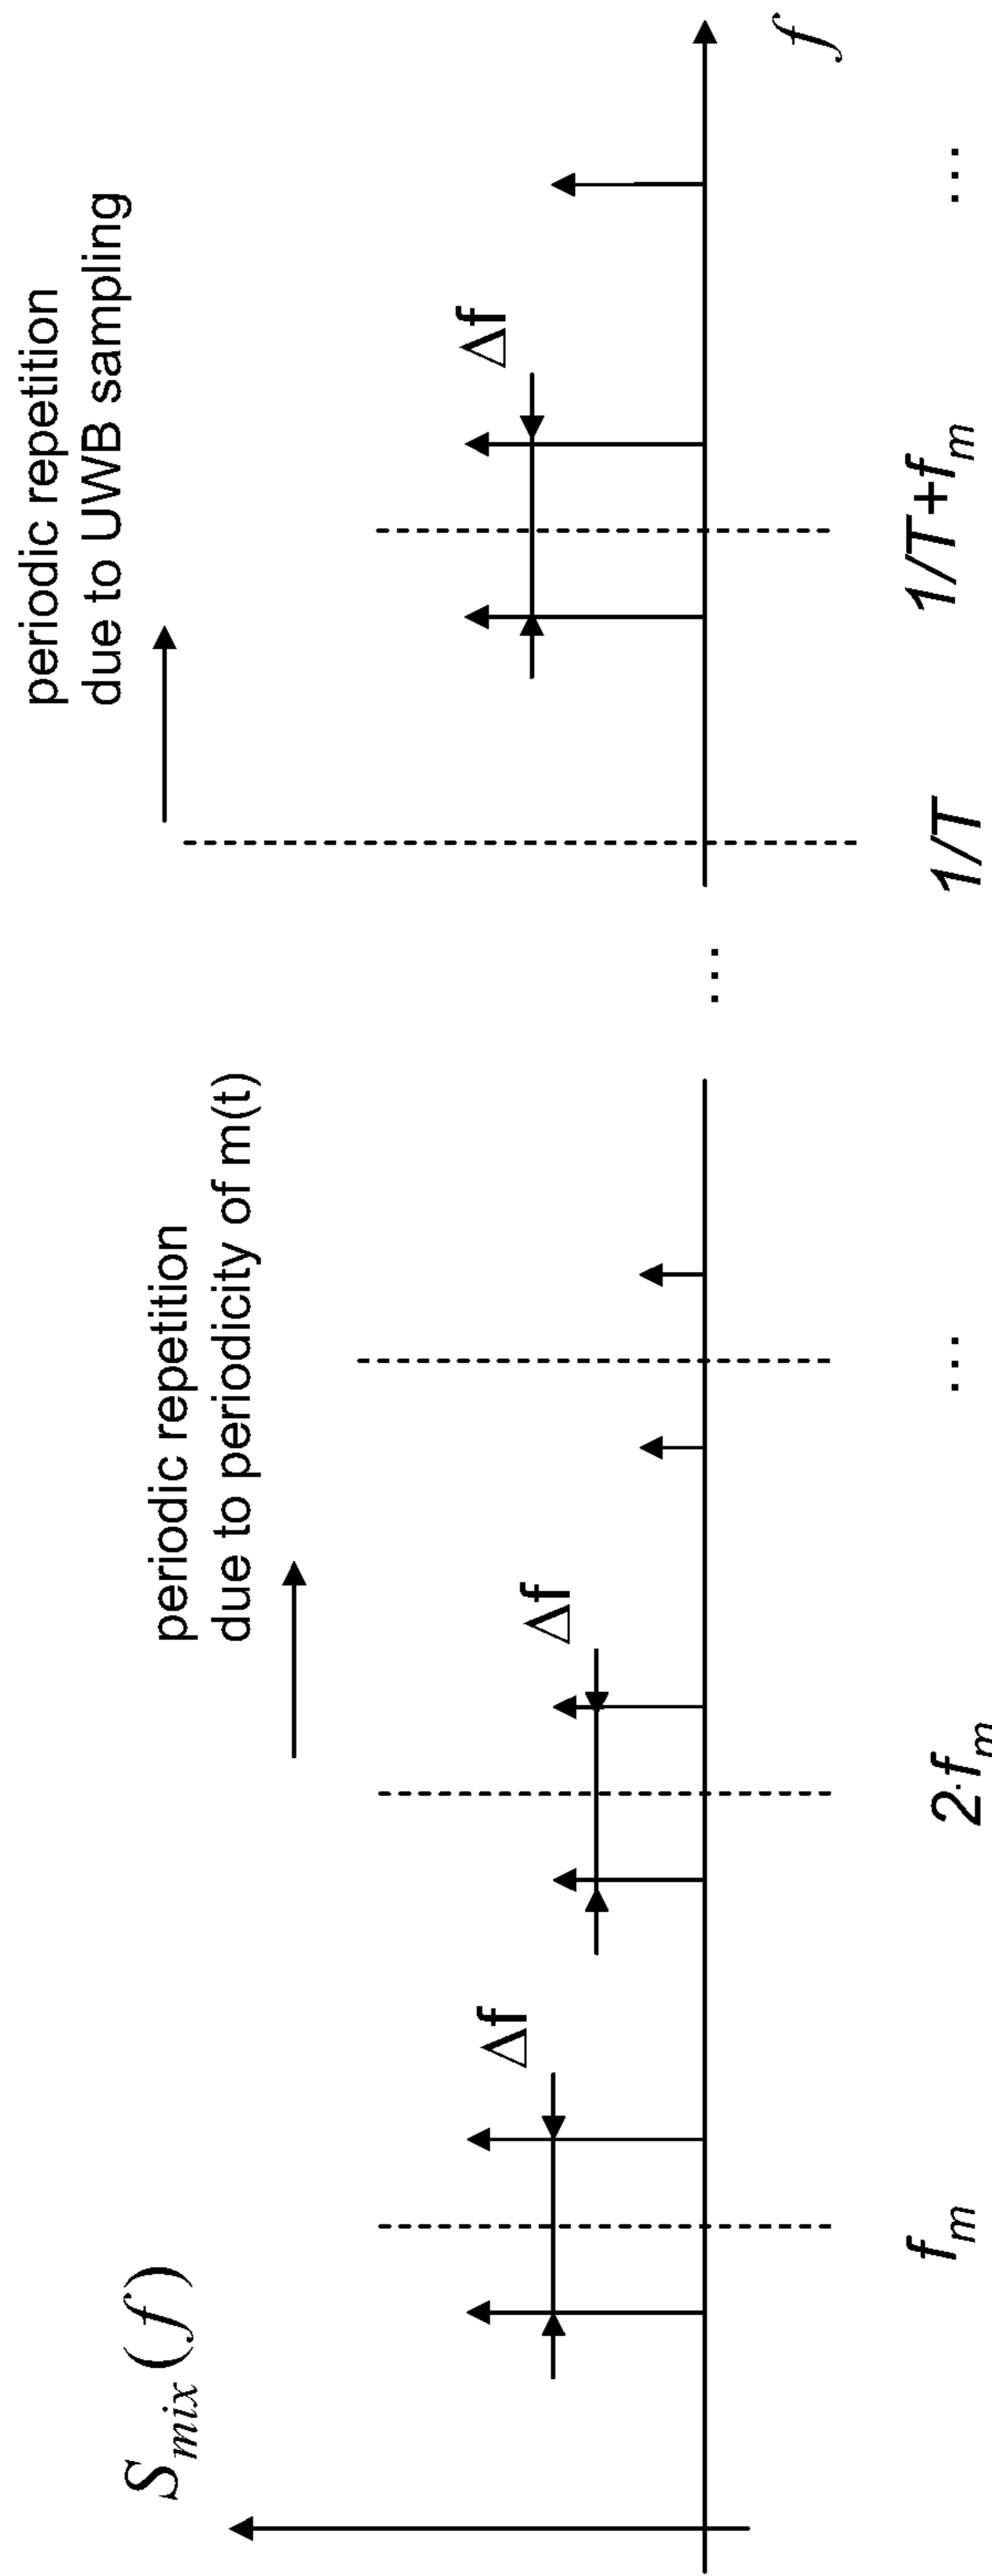 S_mix(f)
periodic repetition
due to periodicity of m(t)
periodic repetition
due to UWB sampling
Δf
Δf
Δf
...
f
f_m
2·f_m
...
1/T
1/T+f_m
...